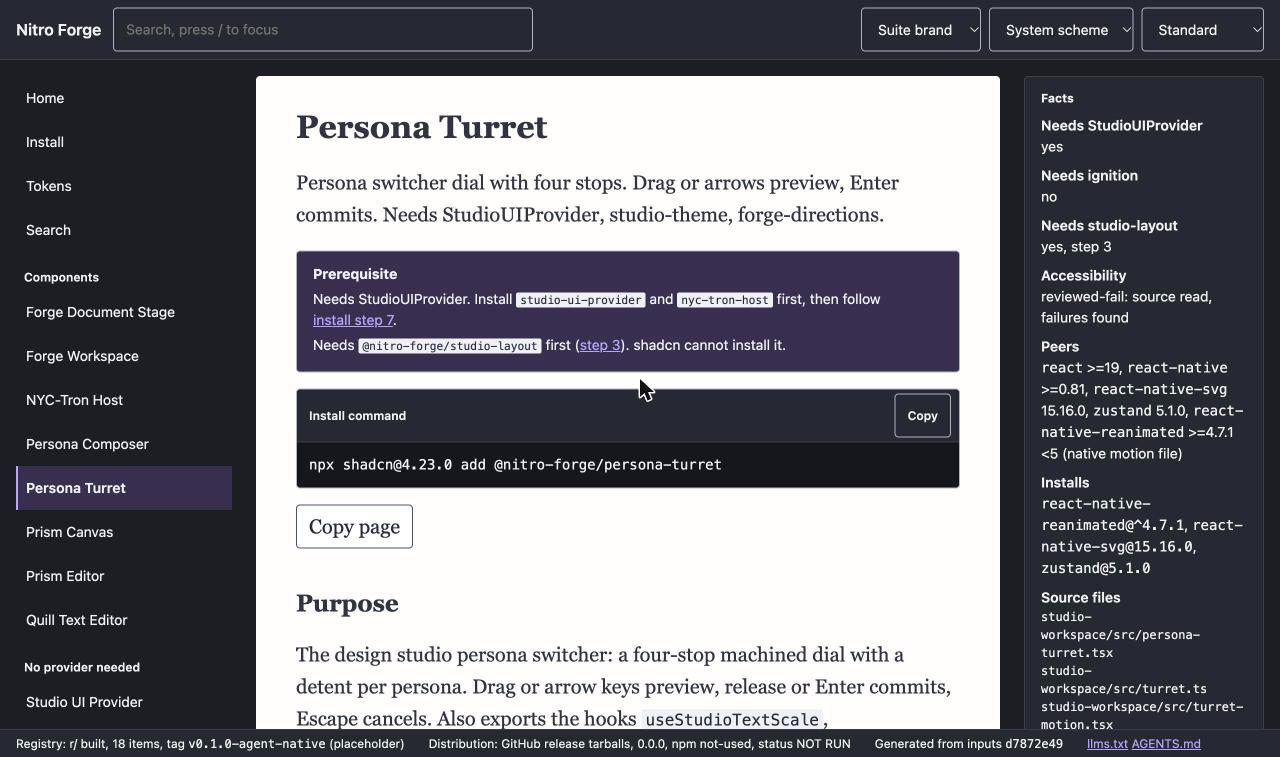 Nitro Forge
Search, press / to focus
Suite brand
System scheme
Standard
Home
Install
Tokens
Search
Components
Forge Document Stage
Forge Workspace
NYC-Tron Host
Persona Composer
Persona Turret
Prism Canvas
Prism Editor
Quill Text Editor
No provider needed
Studio UI Provider
Persona Turret
Persona switcher dial with four stops. Drag or arrows preview, Enter
commits. Needs StudioUIProvider, studio-theme, forge-directions.
Prerequisite
Needs StudioUIProvider. Install studio-ui-provider and nyc-tron-host first, then follow
install step 7.
Needs @nitro-forge/studio-layout first (step 3). shadcn cannot install it.
Install command
Copy
npx shadcn@4.23.0 add @nitro-forge/persona-turret
Copy page
Purpose
The design studio persona switcher: a four-stop machined dial with a
detent per persona. Drag or arrow keys preview, release or Enter commits,
Escape cancels. Also exports the hooks useStudioTextScale,
Facts
Needs StudioUIProvider
yes
Needs ignition
no
Needs studio-layout
yes, step 3
Accessibility
reviewed-fail: source read,
failures found
Peers
react >=19, react-native
>=0.81, react-native-svg
15.16.0, zustand 5.1.0, react-
native-reanimated >=4.7.1
<5 (native motion file)
Installs
react-native-
reanimated@^4.7.1, react-
native-svg@15.16.0,
zustand@5.1.0
Source files
studio-
workspace/src/persona-
turret.tsx
studio-
workspace/src/turret.ts
studio-workspace/src/turret-
motion.tsx
Registry: r/ built, 18 items, tag v0.1.0-agent-native (placeholder)
Distribution: GitHub release tarballs, 0.0.0, npm not-used, status NOT RUN
Generated from inputs d7872e49
llms.txt AGENTS.md